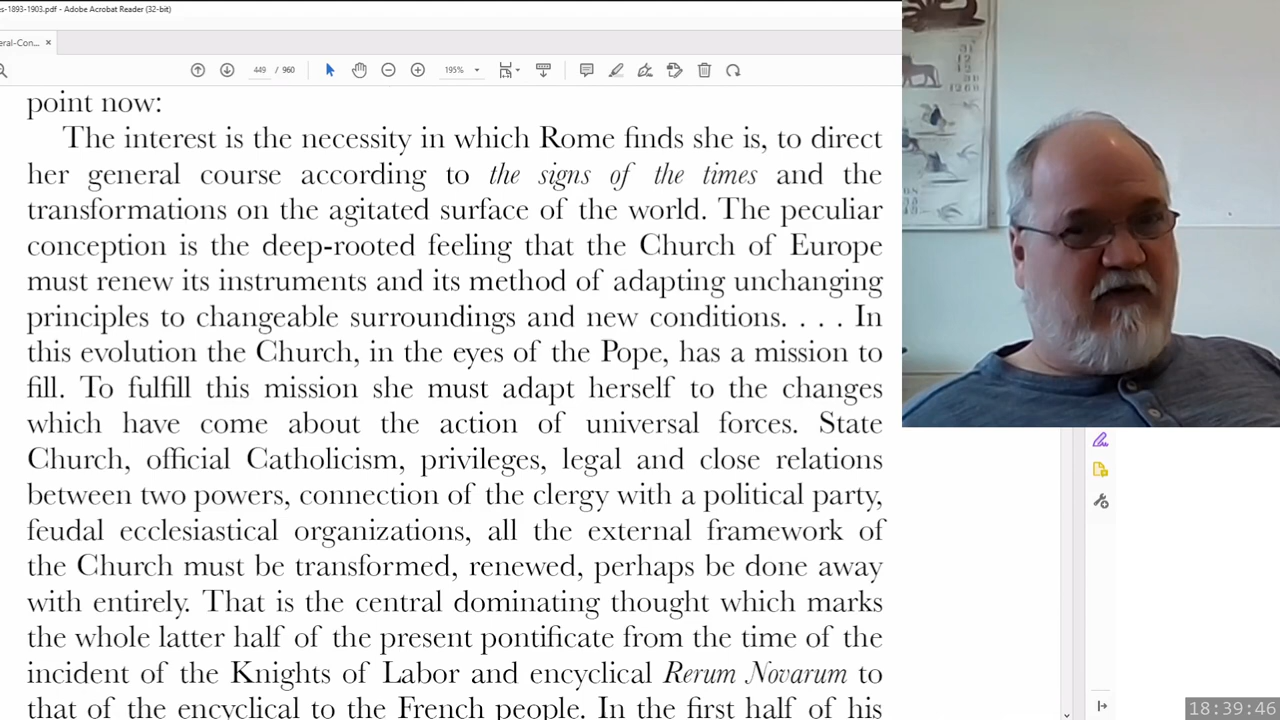 s-1893-1903.pdf - Adobe Acrobat Reader (32-bit)
eral-Con... ×
449 / 960
195%
point now:
The interest is the necessity in which Rome finds she is, to direct
her general course according to the signs of the times and the
transformations on the agitated surface of the world. The peculiar
conception is the deep-rooted feeling that the Church of Europe
must renew its instruments and its method of adapting unchanging
principles to changeable surroundings and new conditions. . . . In
this evolution the Church, in the eyes of the Pope, has a mission to
fill. To fulfill this mission she must adapt herself to the changes
which have come about the action of universal forces. State
Church, official Catholicism, privileges, legal and close relations
between two powers, connection of the clergy with a political party,
feudal ecclesiastical organizations, all the external framework of
the Church must be transformed, renewed, perhaps be done away
with entirely. That is the central dominating thought which marks
the whole latter half of the present pontificate from the time of the
incident of the Knights of Labor and encyclical Rerum Novarum to
that of the encyclical to the French people. In the first half of his
18:39:46